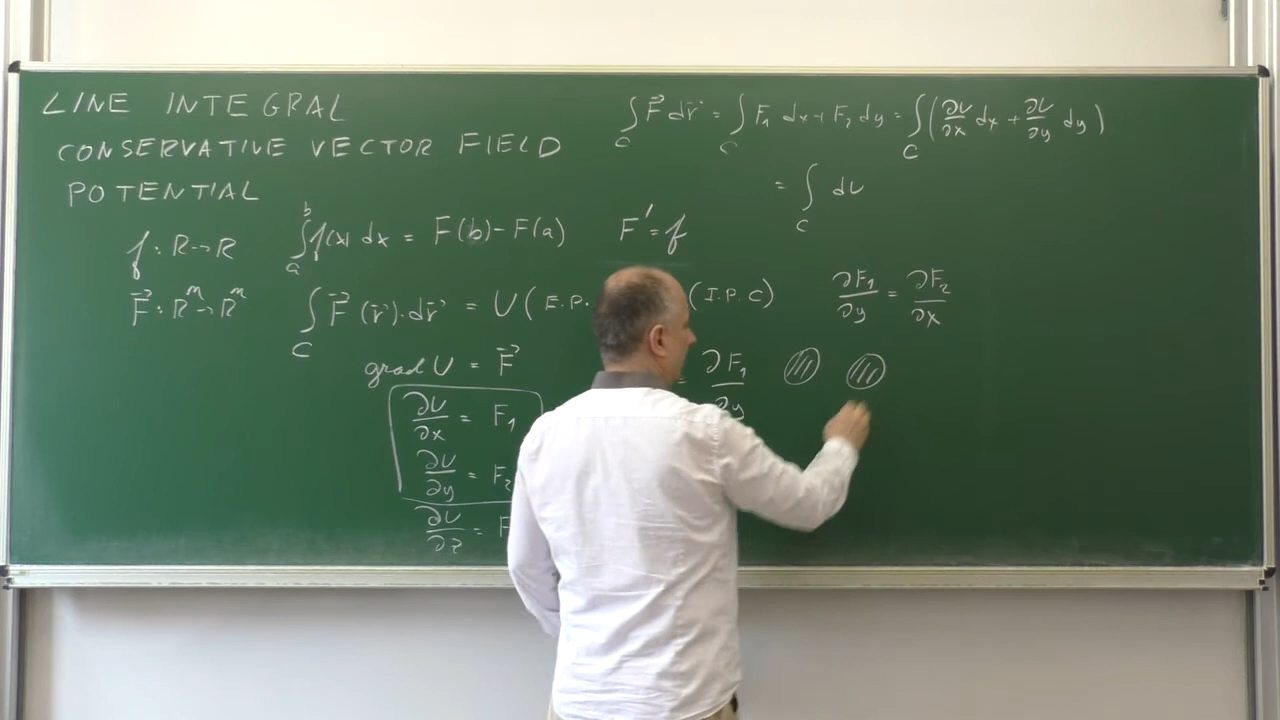 LINE INTEGRAL
CONSERVATIVE VECTOR FIELD
POTENTIAL
∫_C F⃗ dr⃗ = ∫_C F₁ dx + F₂ dy = ∫_C (∂U/∂x dx + ∂U/∂y dy)
= ∫_C dU
f: R → R
∫_a^b f(x) dx = F(b) - F(a)
F' = f
F⃗: Rⁿ → Rⁿ
∫_C F⃗(r⃗)·dr⃗ = U(E.P. (I.P. C)
∂F₁/∂y = ∂F₂/∂x
grad U = F⃗
= ∂F₁/∂y
∂U/∂x = F₁
∂U/∂y = F₂
∂U/∂z = F